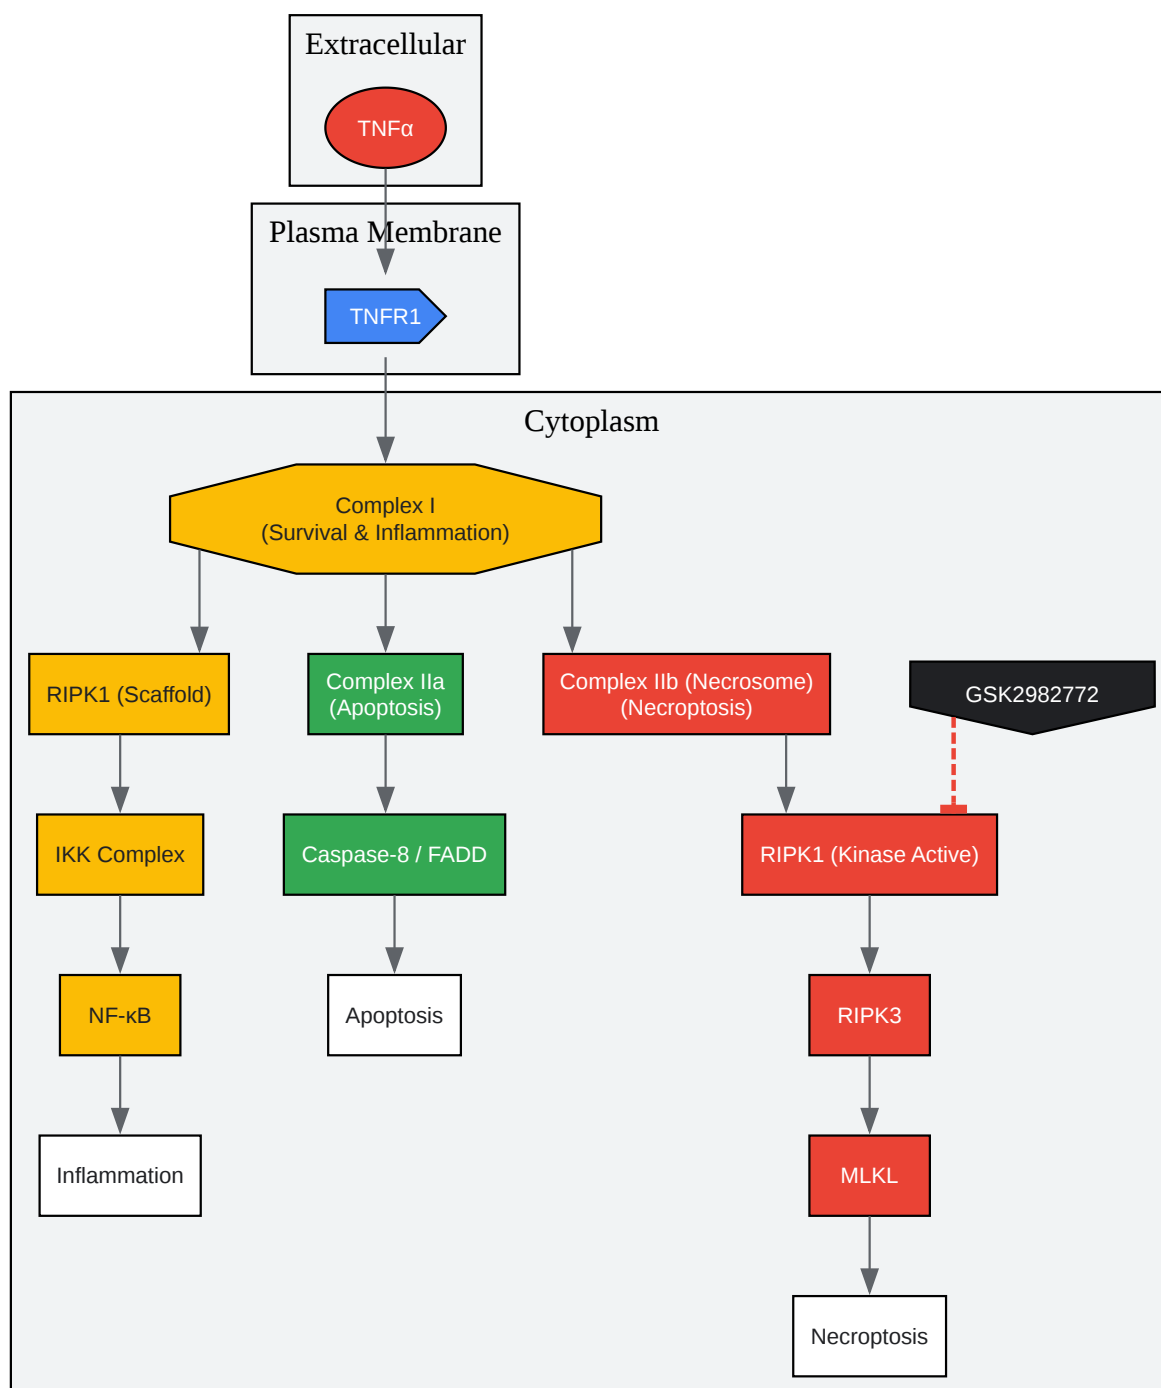 Extracellular
TNFα
Plasma Membrane
TNFR1
Cytoplasm
Complex I
(Survival & Inflammation)
RIPK1 (Scaffold)
Complex IIa
(Apoptosis)
Complex IIb (Necrosome)
(Necroptosis)
GSK2982772
IKK Complex
Caspase-8 / FADD
RIPK1 (Kinase Active)
NF-κB
Apoptosis
RIPK3
Inflammation
MLKL
Necroptosis